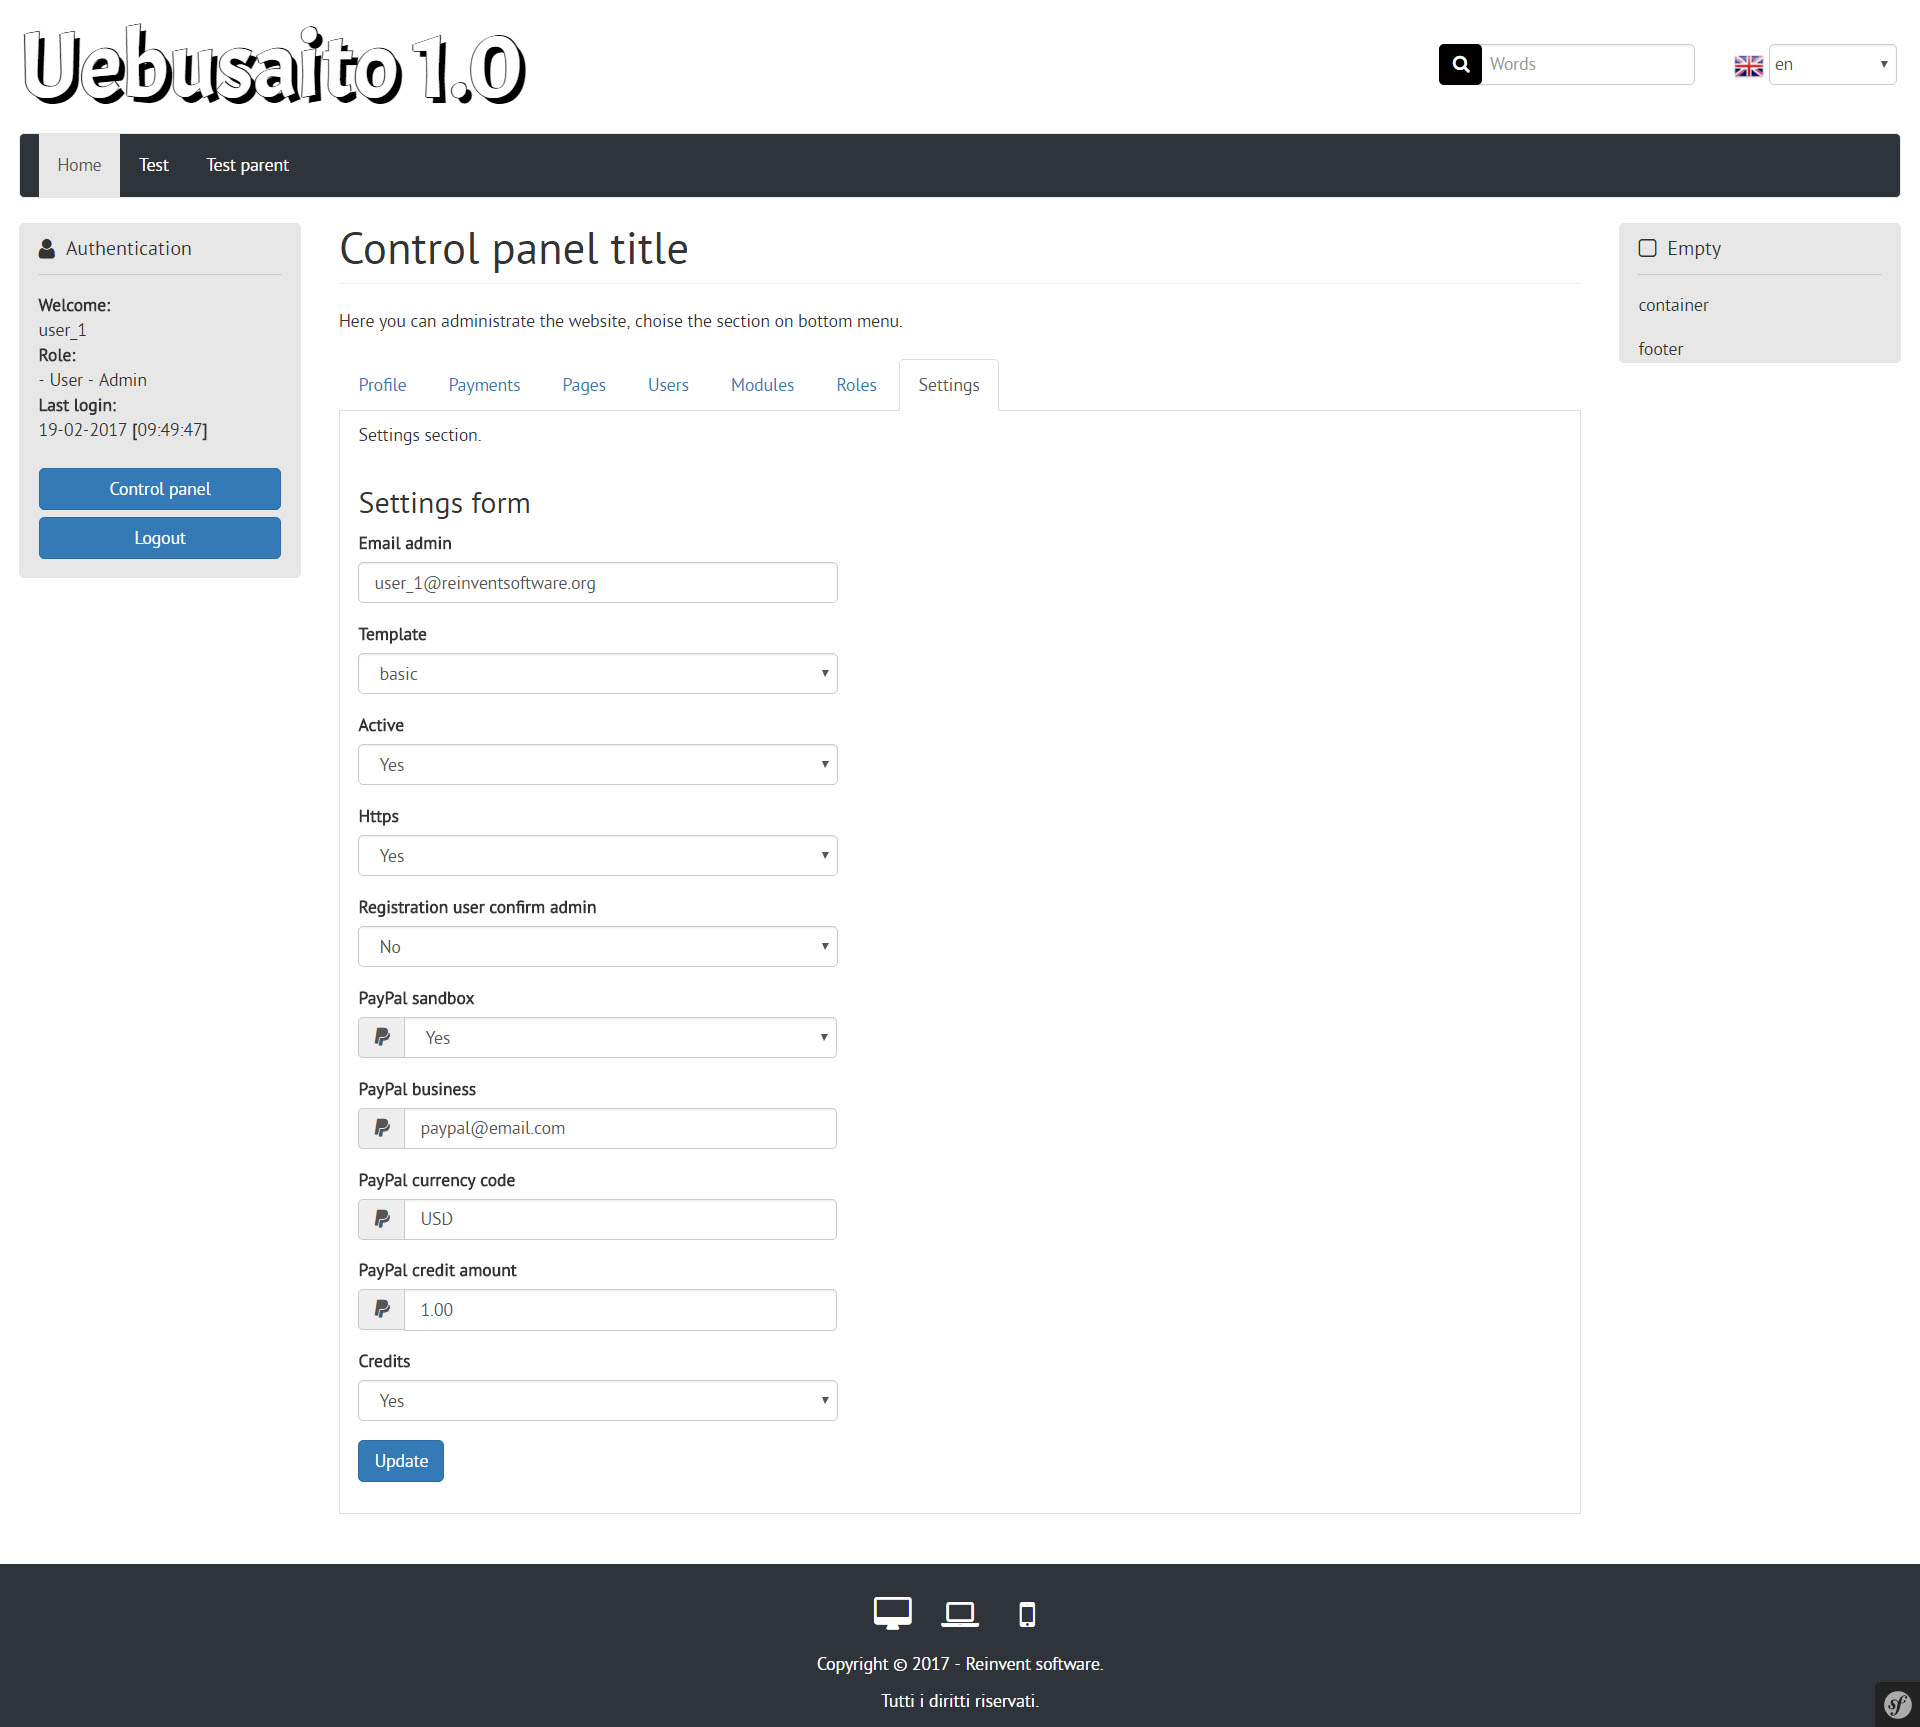 Uebusaito 1.0
Words
en
Home
Test
Test parent
Authentication
Welcome:
user_1
Role:
- User - Admin
Last login:
19-02-2017 [09:49:47]
Control panel
Logout
Control panel title
Here you can administrate the website, choise the section on bottom menu.
Profile
Payments
Pages
Users
Modules
Roles
Settings
Settings section.
Settings form
Email admin
user_1@reinventsoftware.org
Template
basic
Active
Yes
Https
Yes
Registration user confirm admin
No
PayPal sandbox
Yes
PayPal business
paypal@email.com
PayPal currency code
USD
PayPal credit amount
1.00
Credits
Yes
Update
Empty
container
footer
Copyright © 2017 - Reinvent software.
Tutti i diritti riservati.
sf